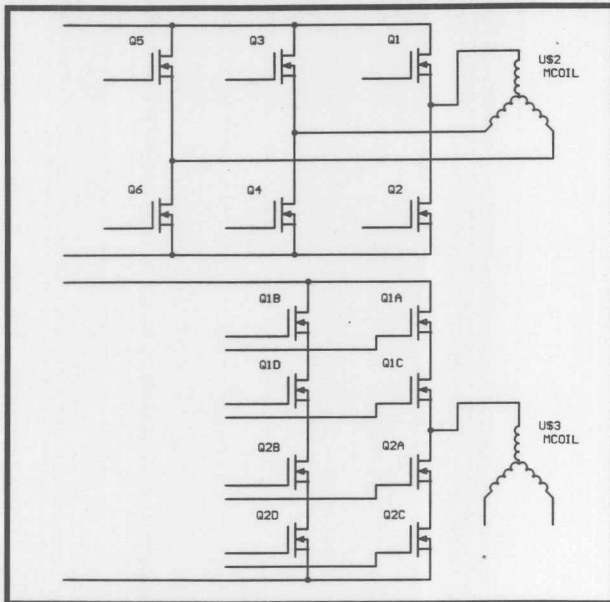 Q5 Q3 Q1
U$2
MCOIL
Q6 Q4 Q2
Q1B Q1A
Q1D Q1C
U$3
MCOIL
Q2B Q2A
Q2D Q2C